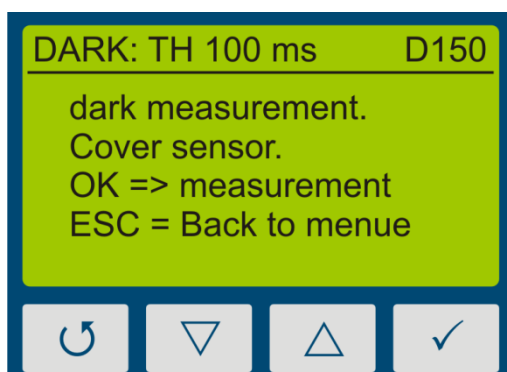 DARK: TH 100 ms D150
dark measurement.
Cover sensor.
OK => measurement
ESC = Back to menue